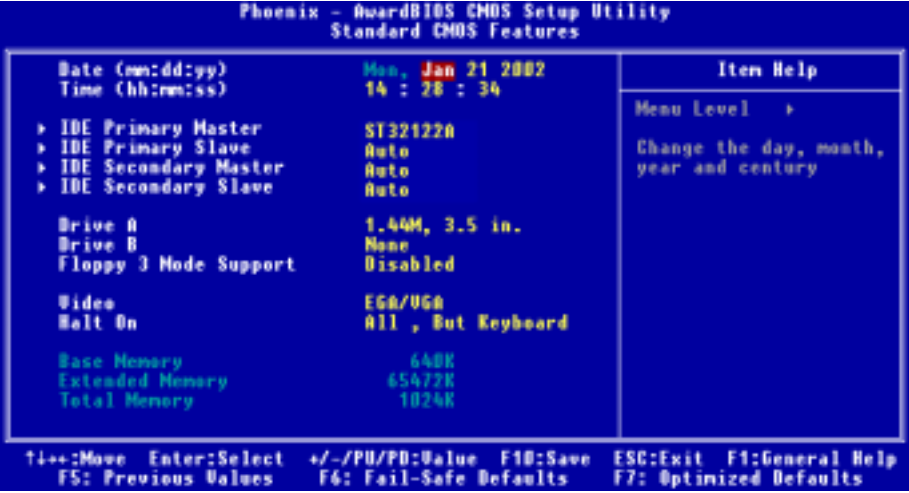 Phoenix - AwardBIOS CMOS Setup Utility
Standard CMOS Features
Date (mm:dd:yy) Mon, Jan 21 2002
Time (hh:mm:ss) 14 : 28 : 34
IDE Primary Master ST32122A
IDE Primary Slave Auto
IDE Secondary Master Auto
IDE Secondary Slave Auto
Drive A 1.44M, 3.5 in.
Drive B None
Floppy 3 Mode Support Disabled
Video EGA/VGA
Halt On All , But Keyboard
Base Memory 640K
Extended Memory 65472K
Total Memory 1024K
Item Help
Menu Level ▸
Change the day, month,
year and century
↑↓↔:Move Enter:Select +/-/PU/PD:Value F10:Save ESC:Exit F1:General Help
F5: Previous Values F6: Fail-Safe Defaults F7: Optimized Defaults